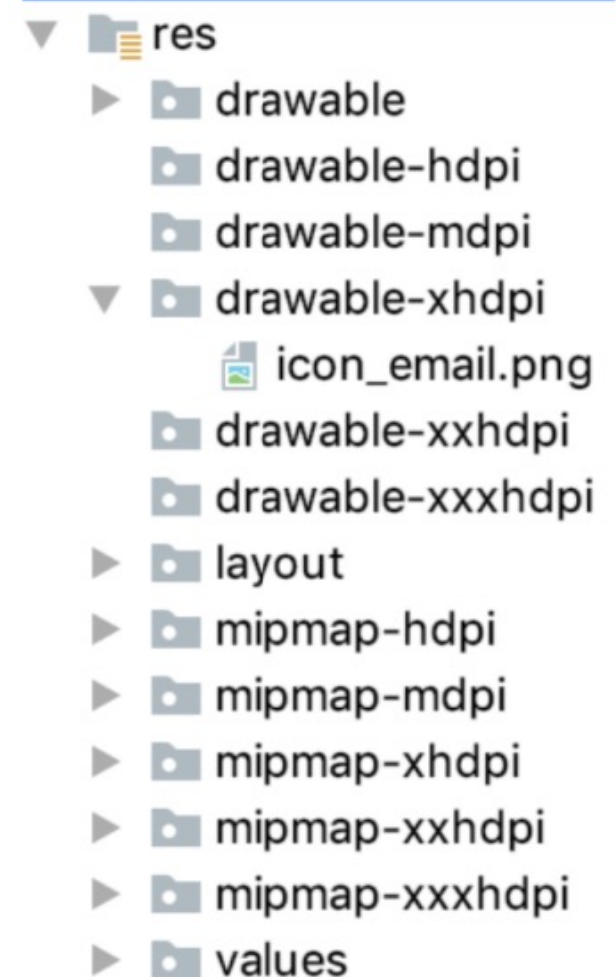 res
drawable
drawable-hdpi
drawable-mdpi
drawable-xhdpi
icon_email.png
drawable-xxhdpi
drawable-xxxhdpi
layout
mipmap-hdpi
mipmap-mdpi
mipmap-xhdpi
mipmap-xxhdpi
mipmap-xxxhdpi
values